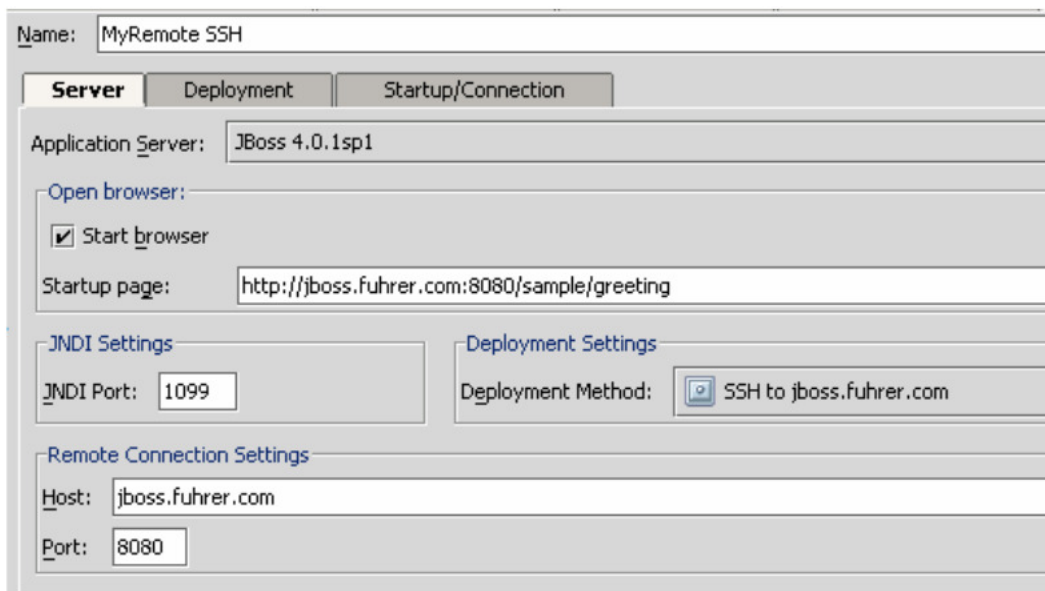 Name: MyRemote SSH
Server Deployment Startup/Connection
Application Server: JBoss 4.0.1sp1
Open browser:
Start browser
Startup page: http://jboss.fuhrer.com:8080/sample/greeting
JNDI Settings
JNDI Port: 1099
Deployment Settings
Deployment Method: SSH to jboss.fuhrer.com
Remote Connection Settings
Host: jboss.fuhrer.com
Port: 8080